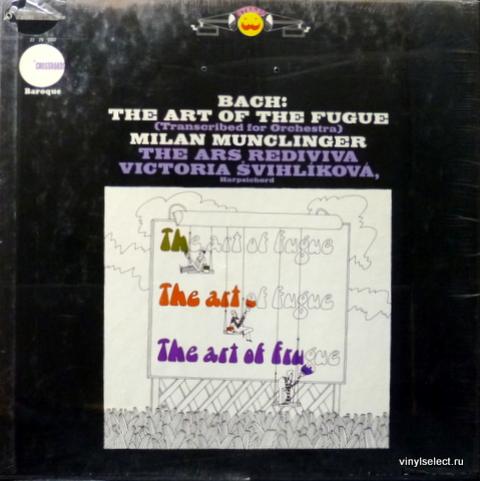 CROSSROADS
Baroque
BACH:
THE ART OF THE FUGUE
(Transcribed for Orchestra)
MILAN MUNCLINGER
THE ARS REDIVIVA
VICTORIA ŠVIHLÍKOVÁ,
Harpsichord
The art of fugue
The art of fugue
The art of frugue
vinylselect.ru